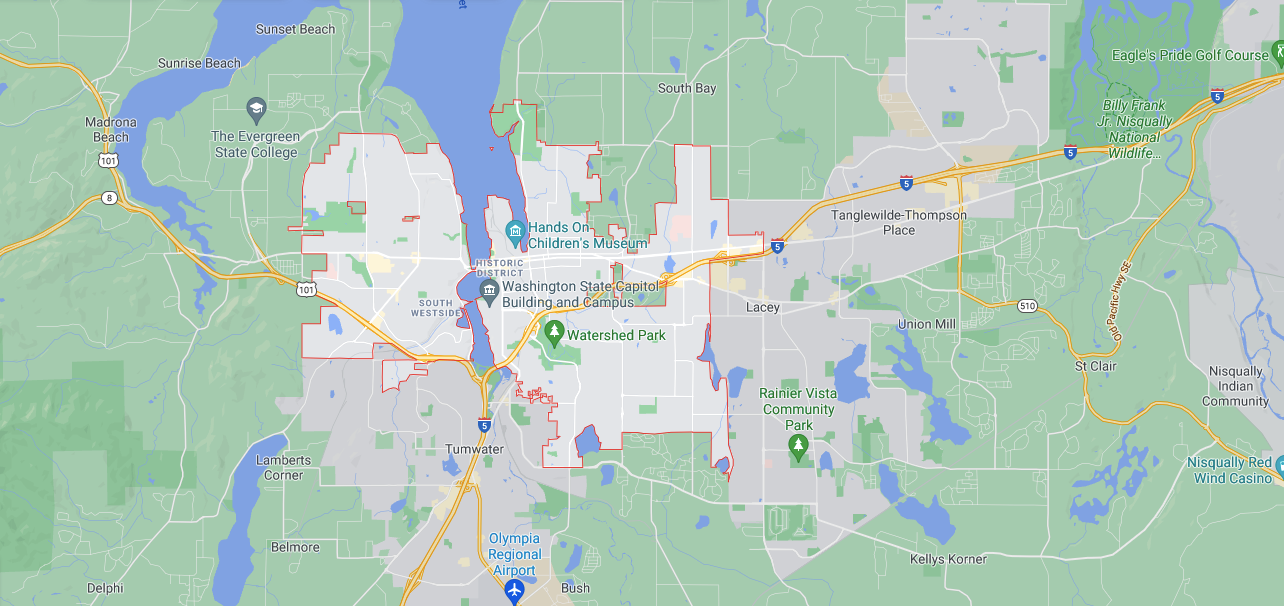 Sunset Beach
Sunrise Beach
Eagle's Pride Golf Course
South Bay
5
Billy Frank
Jr. Nisqually
National
Wildlife...
Madrona
Beach
The Evergreen
State College
101
5
8
5
Tanglewilde-Thompson
Place
Hands On
Children's Museum
5
HISTORIC
DISTRICT
101
Washington State Capitol
Building and Campus
SOUTH
WESTSIDE
Lacey
510
Old Pacific Hwy SE
Union Mill
Watershed Park
St Clair
Nisqually
Indian
Community
Rainier Vista
Community
Park
5
Tumwater
Lamberts
Corner
Nisqually Red
Wind Casino
Belmore
Olympia
Regional
Airport
Kellys Korner
Delphi
Bush